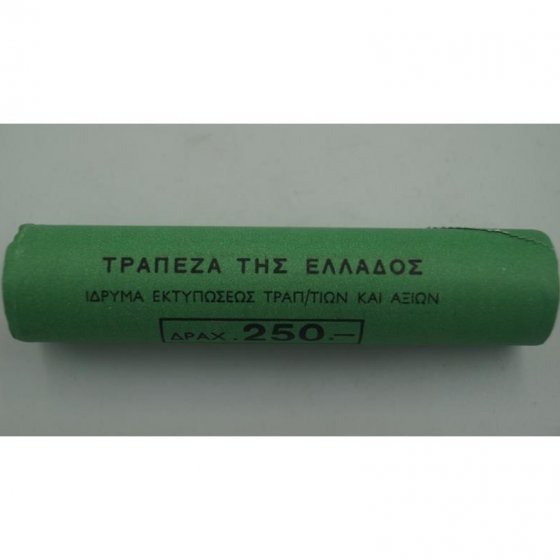 ΤΡΑΠΕΖΑ ΤΗΣ ΕΛΛΑΔΟΣ
ΙΔΡΥΜΑ ΕΚΤΥΠΩΣΕΩΣ ΤΡΑΠ/ΤΙΩΝ ΚΑΙ ΑΞΙΩΝ
ΔΡΑΧ. 250.—